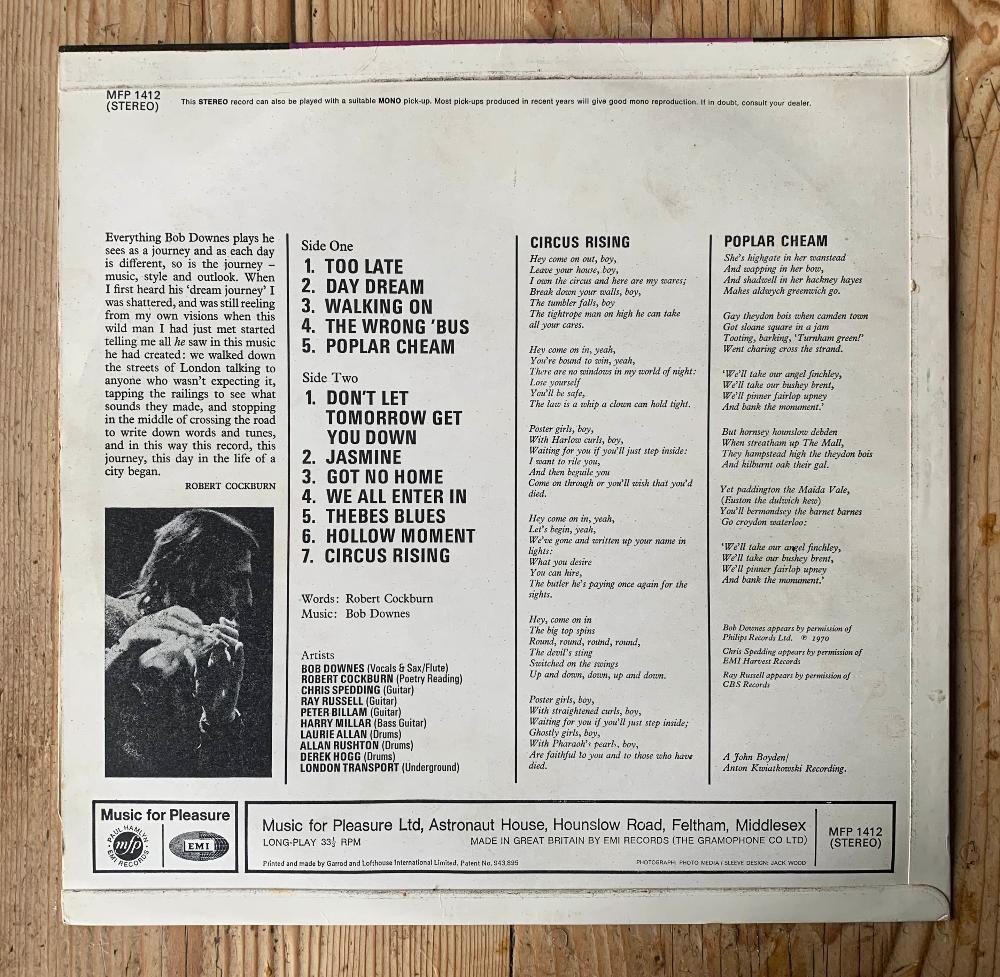 MFP 1412
(STEREO)
This STEREO record can also be played with a suitable MONO pick-up. Most pick-ups produced in recent years will give good mono reproduction. If in doubt, consult your dealer.
Everything Bob Downes plays he
sees as a journey and as each day
is different, so is the journey –
music, style and outlook. When
I first heard his 'dream journey' I
was shattered, and was still reeling
from my own visions when this
wild man I had just met started
telling me all he saw in this music
he had created: we walked down
the streets of London talking to
anyone who wasn't expecting it,
tapping the railings to see what
sounds they made, and stopping
in the middle of crossing the road
to write down words and tunes,
and in this way this record, this
journey, this day in the life of a
city began.
ROBERT COCKBURN
Side One
1. TOO LATE
2. DAY DREAM
3. WALKING ON
4. THE WRONG 'BUS
5. POPLAR CHEAM
Side Two
1. DON'T LET
TOMORROW GET
YOU DOWN
2. JASMINE
3. GOT NO HOME
4. WE ALL ENTER IN
5. THEBES BLUES
6. HOLLOW MOMENT
7. CIRCUS RISING
Words: Robert Cockburn
Music: Bob Downes
Artists
BOB DOWNES (Vocals & Sax/Flute)
ROBERT COCKBURN (Poetry Reading)
CHRIS SPEDDING (Guitar)
RAY RUSSELL (Guitar)
PETER BILLAM (Guitar)
HARRY MILLAR (Bass Guitar)
LAURIE ALLAN (Drums)
ALLAN RUSHTON (Drums)
DEREK HOGG (Drums)
LONDON TRANSPORT (Underground)
CIRCUS RISING
Hey come on out, boy,
Leave your house, boy,
I own the circus and here are my wares;
Break down your walls, boy,
The tumbler falls, boy
The tightrope man on high he can take
all your cares.
Hey come on in, yeah,
You're bound to win, yeah,
There are no windows in my world of night:
Lose yourself
You'll be safe,
The law is a whip a clown can hold tight.
Poster girls, boy,
With Harlow curls, boy,
Waiting for you if you'll just step inside:
I want to rile you,
And then beguile you
Come on through or you'll wish that you'd
died.
Hey come on in, yeah,
Let's begin, yeah,
We've gone and written up your name in
lights:
What you desire
You can hire,
The butler he's paying once again for the
sights.
Hey, come on in
The big top spins
Round, round, round, round,
The devil's sting
Switched on the swings
Up and down, down, up and down.
Poster girls, boy,
With straightened curls, boy,
Waiting for you if you'll just step inside;
Ghostly girls, boy,
With Pharaoh's pearls, boy,
Are faithful to you and to those who have
died.
POPLAR CHEAM
She's highgate in her wanstead
And wapping in her bow,
And shadwell in her hackney hayes
Makes aldwych greenwich go.
Gay theydon bois when camden town
Got sloane square in a jam
Tooting, barking, 'Turnham green!'
Went charing cross the strand.
'We'll take our angel finchley,
We'll take our bushey brent,
We'll pinner fairlop upney
And bank the monument.'
But hornsey hounslow debden
When streatham up The Mall,
They hampstead high the theydon bois
And kilburnt oak their gal.
Yet paddington the Maida Vale,
(Euston the dulwich kew)
You'll bermondsey the barnet barnes
Go croydon waterloo:
'We'll take our angel finchley,
We'll take our bushey brent,
We'll pinner fairlop upney
And bank the monument.'
Bob Downes appears by permission of
Philips Records Ltd. ℗ 1970
Chris Spedding appears by permission of
EMI Harvest Records
Ray Russell appears by permission of
CBS Records
A John Boyden/
Anton Kwiatkowski Recording.
Music for Pleasure
PAUL HAMLYN
mfp
EMI RECORDS
EMI
Music for Pleasure Ltd, Astronaut House, Hounslow Road, Feltham, Middlesex
LONG-PLAY 33⅓ RPM
MADE IN GREAT BRITAIN BY EMI RECORDS (THE GRAMOPHONE CO LTD)
Printed and made by Garrod and Lofthouse International Limited, Patent No, 943,895
PHOTOGRAPH: PHOTO MEDIA / SLEEVE DESIGN: JACK WOOD
MFP 1412
(STEREO)